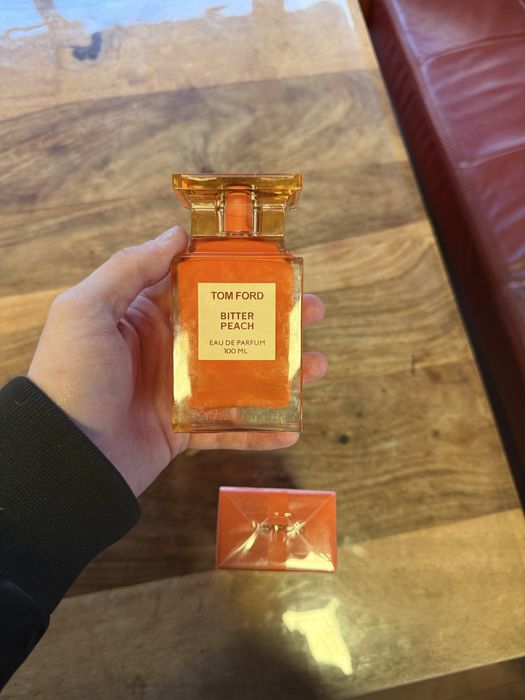 TOM FORD
BITTER
PEACH
EAU DE PARFUM
100 ML